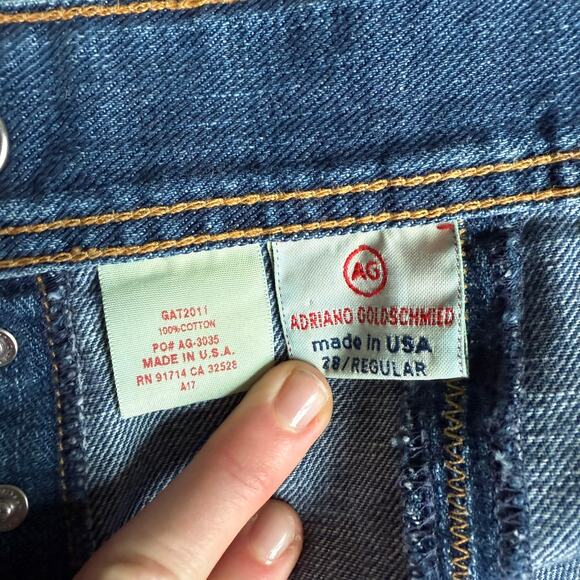 GAT2011
100% COTTON
PO# AG-3035
MADE IN U.S.A.
RN 91714 CA 32528
A17
AG
ADRIANO GOLDSCHMIED
made in USA
28/REGULAR